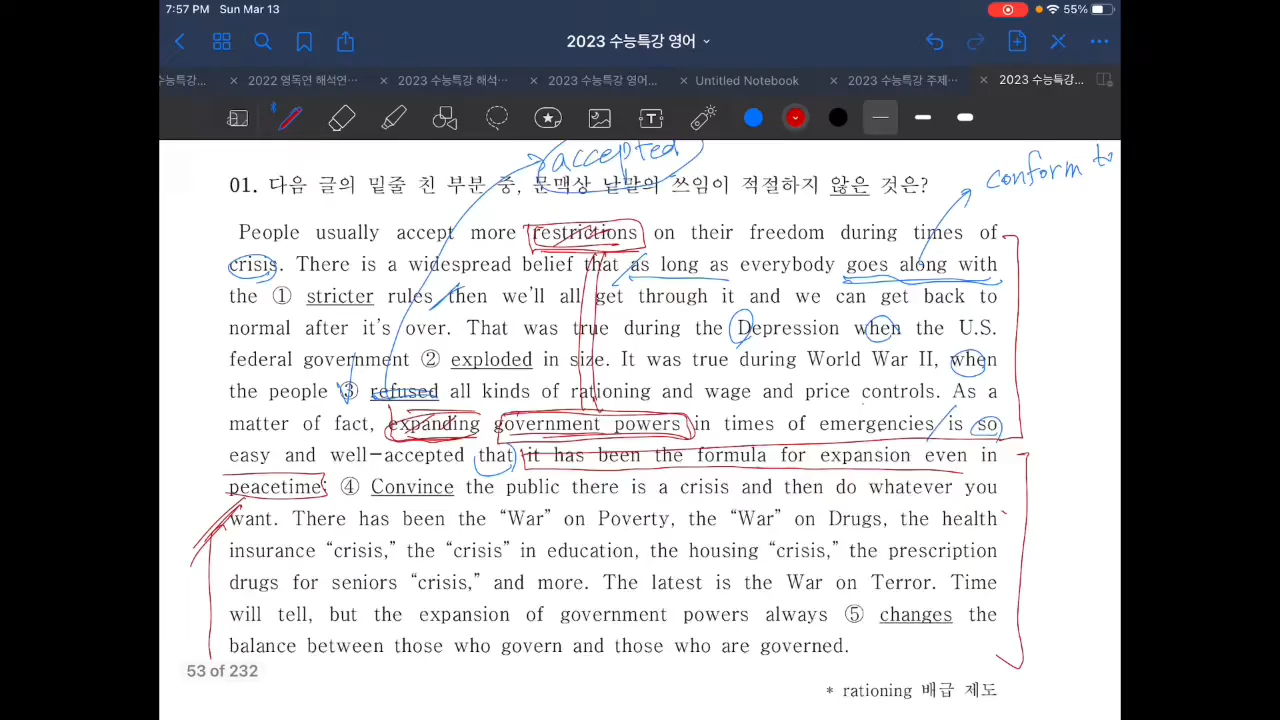 7:57 PM Sun Mar 13
55%
2023 수능특강 영어
수능특강...
2022 영독연 해석연...
2023 수능특강 해석...
2023 수능특강 영어...
Untitled Notebook
2023 수능특강 주제...
2023 수능특강...
accepted
conform to
01. 다음 글의 밑줄 친 부분 중, 문맥상 낱말의 쓰임이 적절하지 않은 것은?
People usually accept more restrictions on their freedom during times of
crisis. There is a widespread belief that as long as everybody goes along with
the ① stricter rules then we'll all get through it and we can get back to
normal after it's over. That was true during the Depression when the U.S.
federal government ② exploded in size. It was true during World War II, when
the people ③ refused all kinds of rationing and wage and price controls. As a
matter of fact, expanding government powers in times of emergencies is so
easy and well-accepted that it has been the formula for expansion even in
peacetime: ④ Convince the public there is a crisis and then do whatever you
want. There has been the “War” on Poverty, the “War” on Drugs, the health
insurance “crisis,” the “crisis” in education, the housing “crisis,” the prescription
drugs for seniors “crisis,” and more. The latest is the War on Terror. Time
will tell, but the expansion of government powers always ⑤ changes the
balance between those who govern and those who are governed.
53 of 232
* rationing 배급 제도